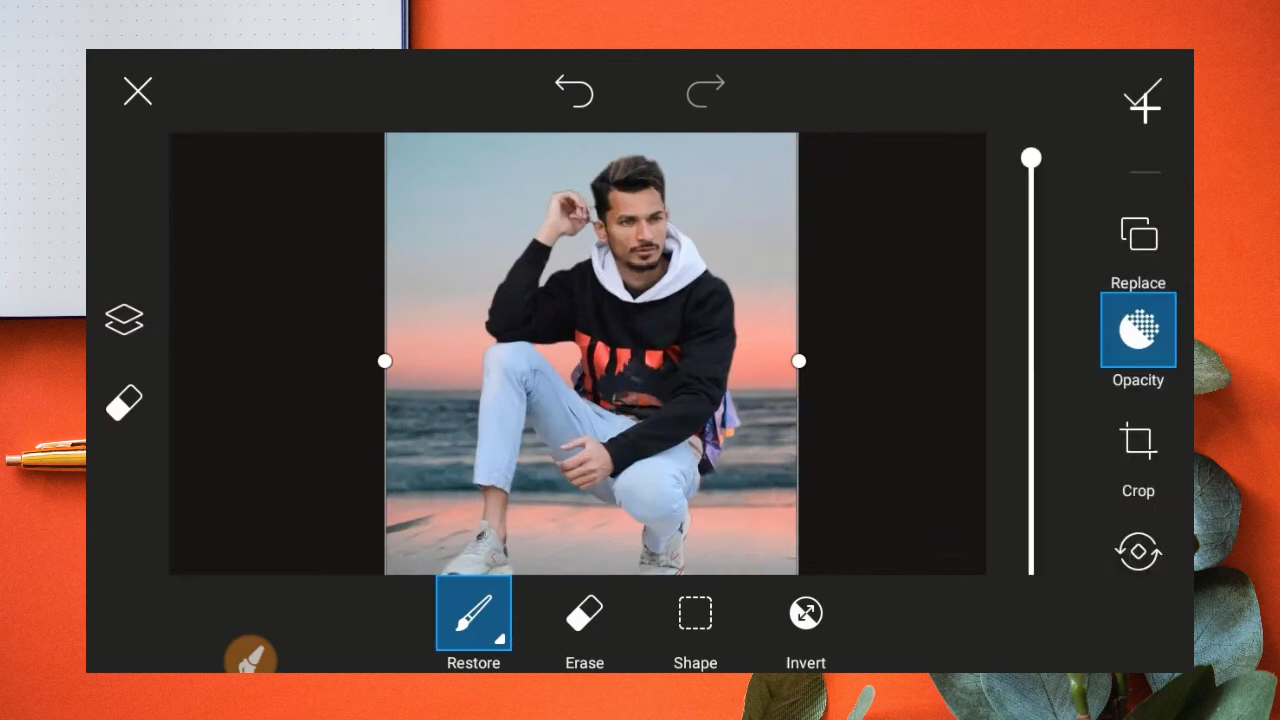 Replace
Opacity
Crop
Restore
Erase
Shape
Invert